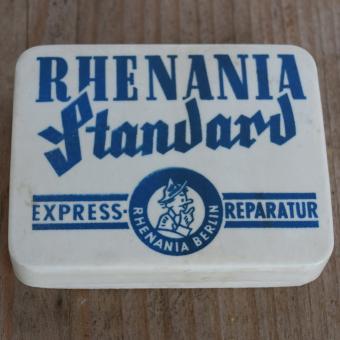 RHENANIA
Standard
EXPRESS-REPARATUR
RHENANIA BERLIN